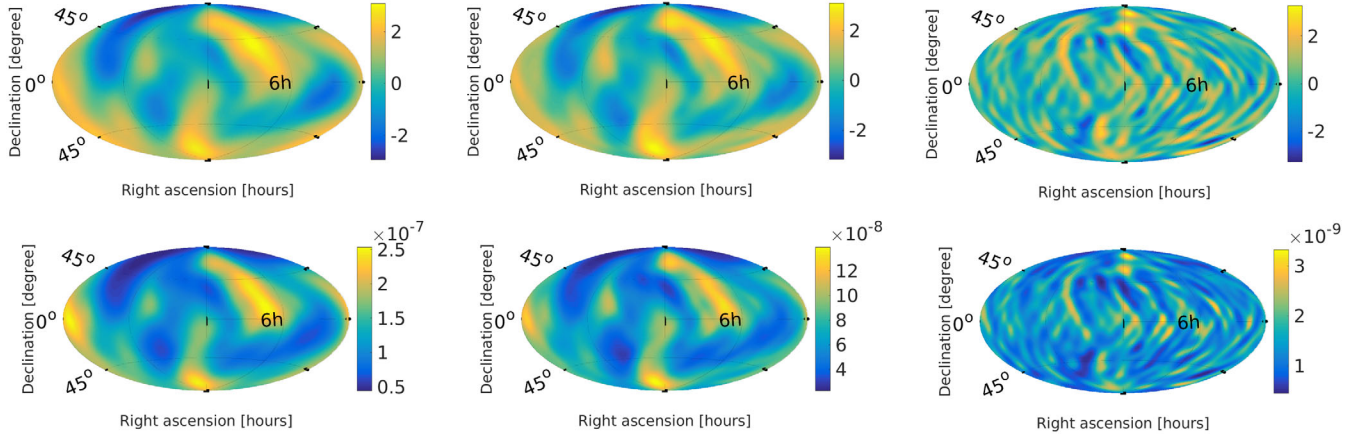 45° Declination [degree] 0° 45° 6h 2 0 -2
Right ascension [hours]
45° Declination [degree] 0° 45° 6h 2 0 -2
Right ascension [hours]
45° Declination [degree] 0° 45° 6h 2 0 -2
Right ascension [hours]
45° Declination [degree] 0° 45° 6h ×10⁻⁷ 2.5 2 1.5 1 0.5
Right ascension [hours]
45° Declination [degree] 0° 45° 6h ×10⁻⁸ 12 10 8 6 4
Right ascension [hours]
45° Declination [degree] 0° 45° 6h ×10⁻⁹ 3 2 1
Right ascension [hours]